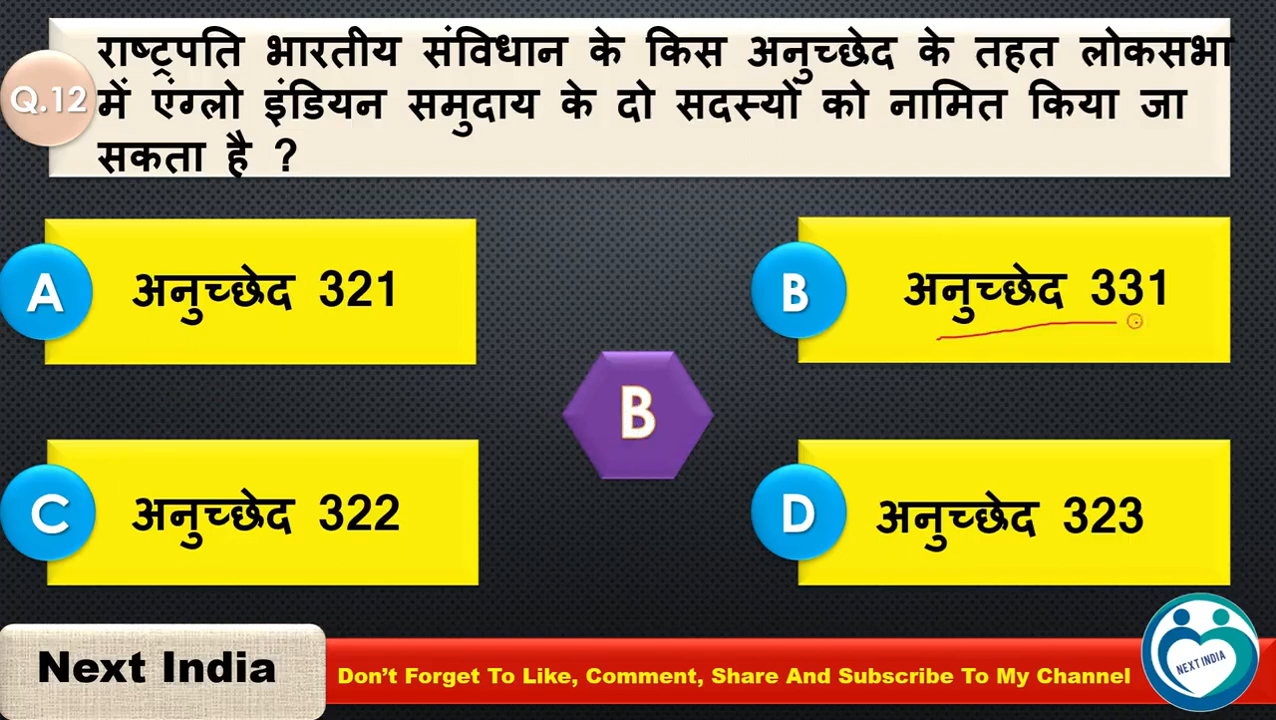 राष्ट्रपति भारतीय संविधान के किस अनुच्छेद के तहत लोकसभा
Q.12
में एंग्लो इंडियन समुदाय के दो सदस्यों को नामित किया जा
सकता है ?
A
अनुच्छेद 321
B
अनुच्छेद 331
B
C
अनुच्छेद 322
D
अनुच्छेद 323
Next India
Don't Forget To Like, Comment, Share And Subscribe To My Channel
NEXT INDIA